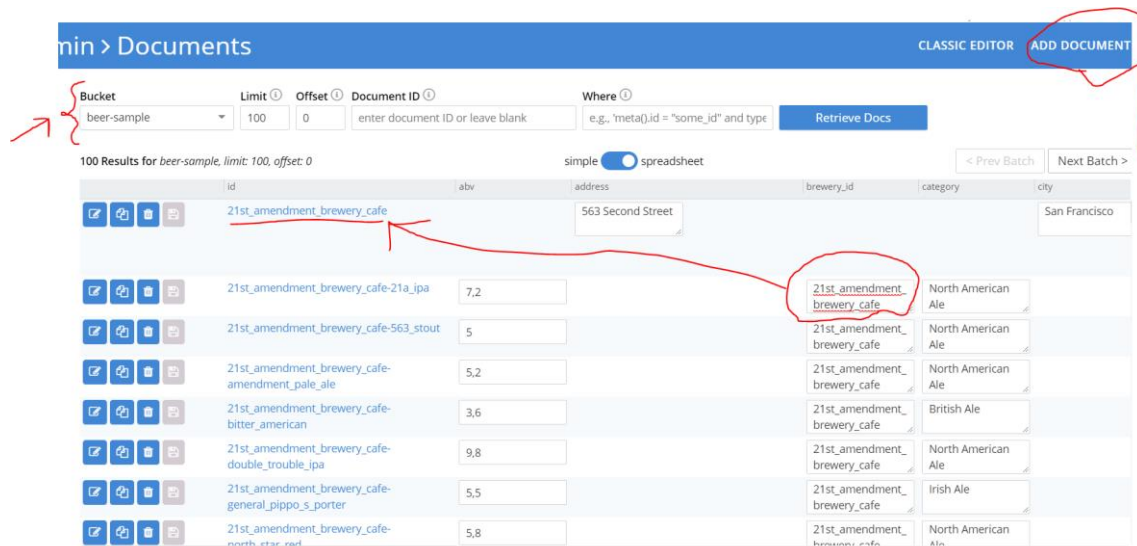 min > Documents
CLASSIC EDITOR ADD DOCUMENT
Bucket Limit Offset Document ID Where
beer-sample 100 0 enter document ID or leave blank e.g., 'meta().id = "some_id" and type Retrieve Docs
100 Results for beer-sample, limit: 100, offset: 0 simple spreadsheet < Prev Batch Next Batch >
id abv address brewery_id category city
21st_amendment_brewery_cafe 563 Second Street San Francisco
21st_amendment_brewery_cafe-21a_ipa 7,2 21st_amendment_ North American
brewery_cafe Ale
21st_amendment_brewery_cafe-563_stout 5 21st_amendment_ North American
brewery_cafe Ale
21st_amendment_brewery_cafe- 5,2 21st_amendment_ North American
amendment_pale_ale brewery_cafe Ale
21st_amendment_brewery_cafe- 3,6 21st_amendment_ British Ale
bitter_american brewery_cafe
21st_amendment_brewery_cafe- 9,8 21st_amendment_ North American
double_trouble_ipa brewery_cafe Ale
21st_amendment_brewery_cafe- 5,5 21st_amendment_ Irish Ale
general_pippo_s_porter brewery_cafe
21st_amendment_brewery_cafe- 5,8 21st_amendment_ North American
north_star_red brewery_cafe Ale